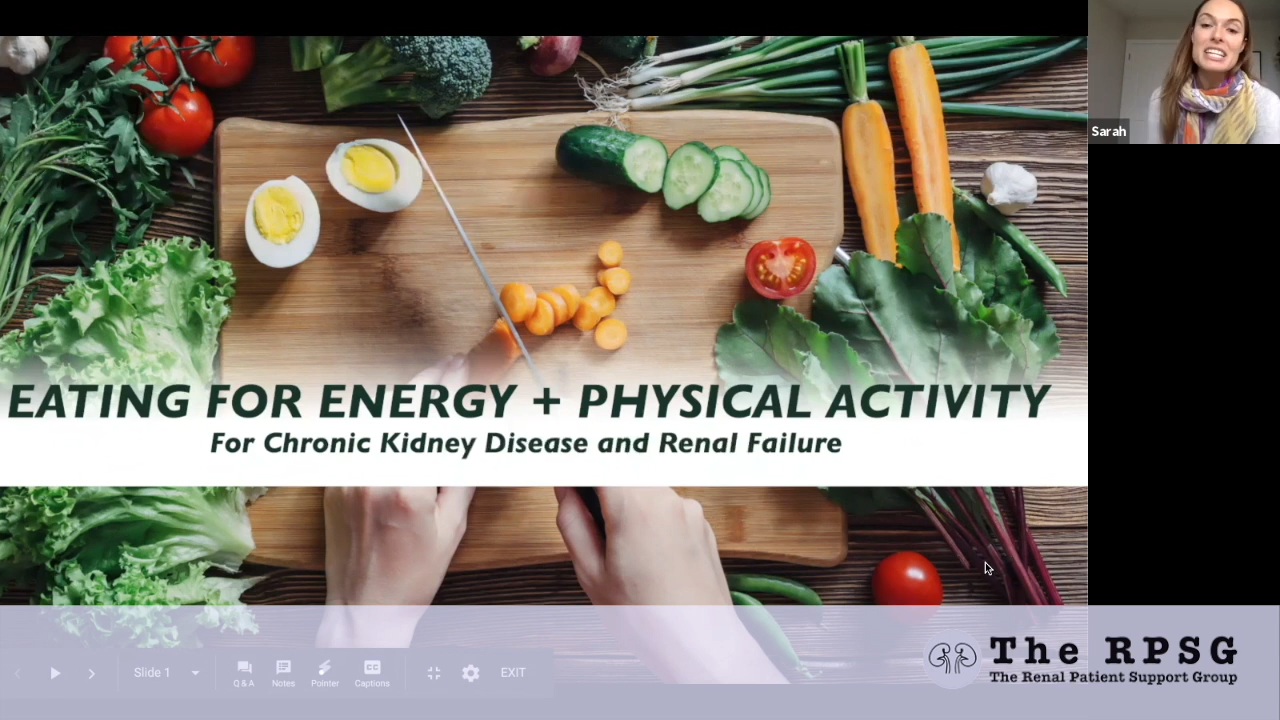 Sarah
EATING FOR ENERGY + PHYSICAL ACTIVITY
For Chronic Kidney Disease and Renal Failure
The RPSG
The Renal Patient Support Group
Slide 1
Q & A
Notes
Pointer
CC
Captions
EXIT